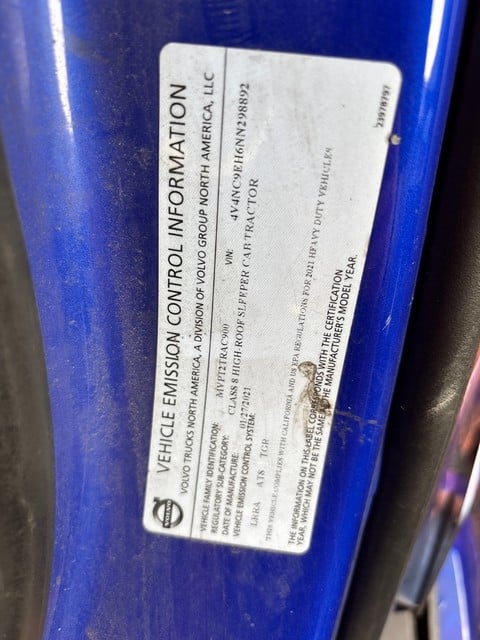 VOLVO
VEHICLE EMISSION CONTROL INFORMATION
VOLVO TRUCKS NORTH AMERICA, A DIVISION OF VOLVO GROUP NORTH AMERICA, LLC
VEHICLE FAMILY IDENTIFICATION: MVPT2TRAC900 VIN: 4V4NC9EH6NN298892
REGULATORY SUB-CATEGORY: CLASS 8 HIGH-ROOF SLEEPER CAB TRACTOR
DATE OF MANUFACTURE: 01/27/2021
VEHICLE EMISSION CONTROL SYSTEM:
LRRA ATS TGR
THIS VEHICLE COMPLIES WITH CALIFORNIA AND US EPA REGULATIONS FOR 2021 HEAVY DUTY VEHICLES
THE INFORMATION ON THIS LABEL CORRESPONDS WITH THE CERTIFICATION
YEAR, WHICH MAY NOT BE THE SAME AS THE MANUFACTURER'S MODEL YEAR.
23978797